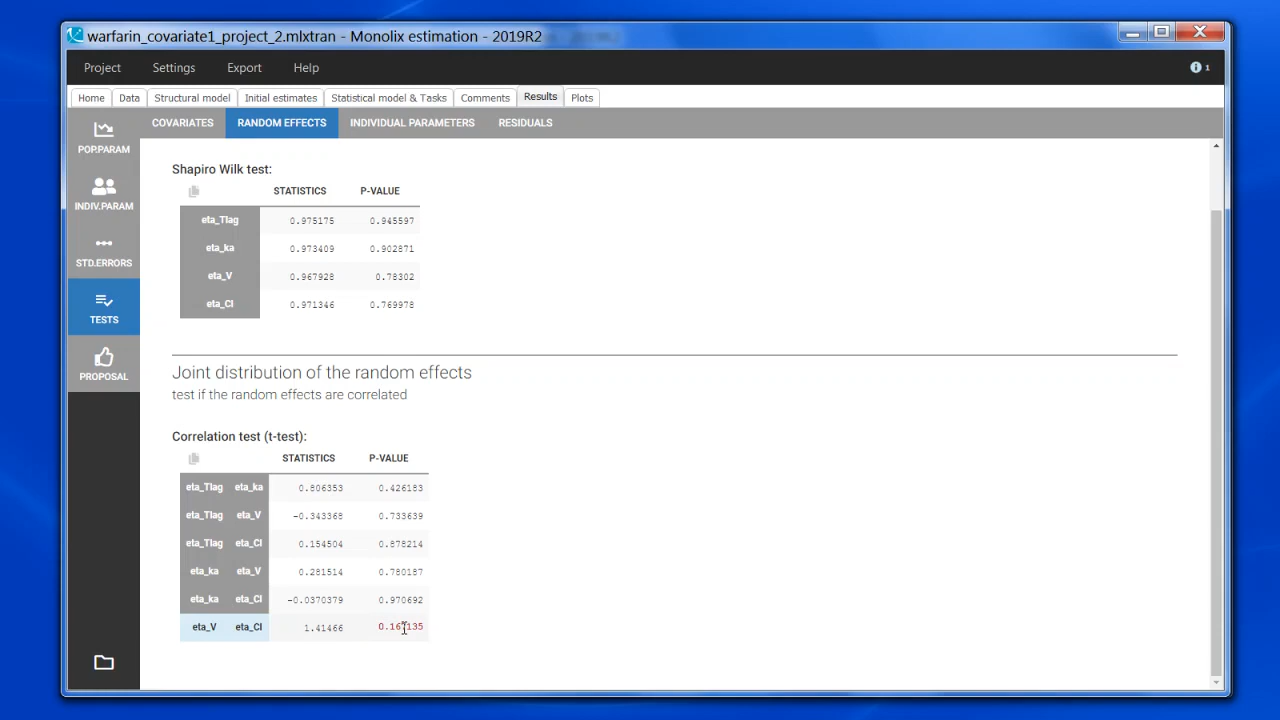 warfarin_covariate1_project_2.mlxtran - Monolix estimation - 2019R2
Project Settings Export Help
1
Home Data Structural model Initial estimates Statistical model & Tasks Comments Results Plots
COVARIATES RANDOM EFFECTS INDIVIDUAL PARAMETERS RESIDUALS
POP.PARAM
INDIV.PARAM
STD.ERRORS
TESTS
PROPOSAL
Shapiro Wilk test:
STATISTICS P-VALUE
eta_Tlag 0.975175 0.945597
eta_ka 0.973409 0.902871
eta_V 0.967928 0.78302
eta_Cl 0.971346 0.769978
Joint distribution of the random effects
test if the random effects are correlated
Correlation test (t-test):
STATISTICS P-VALUE
eta_Tlag eta_ka 0.806353 0.426183
eta_Tlag eta_V -0.343368 0.733639
eta_Tlag eta_Cl 0.154504 0.878214
eta_ka eta_V 0.281514 0.780187
eta_ka eta_Cl -0.0370379 0.970692
eta_V eta_Cl 1.41466